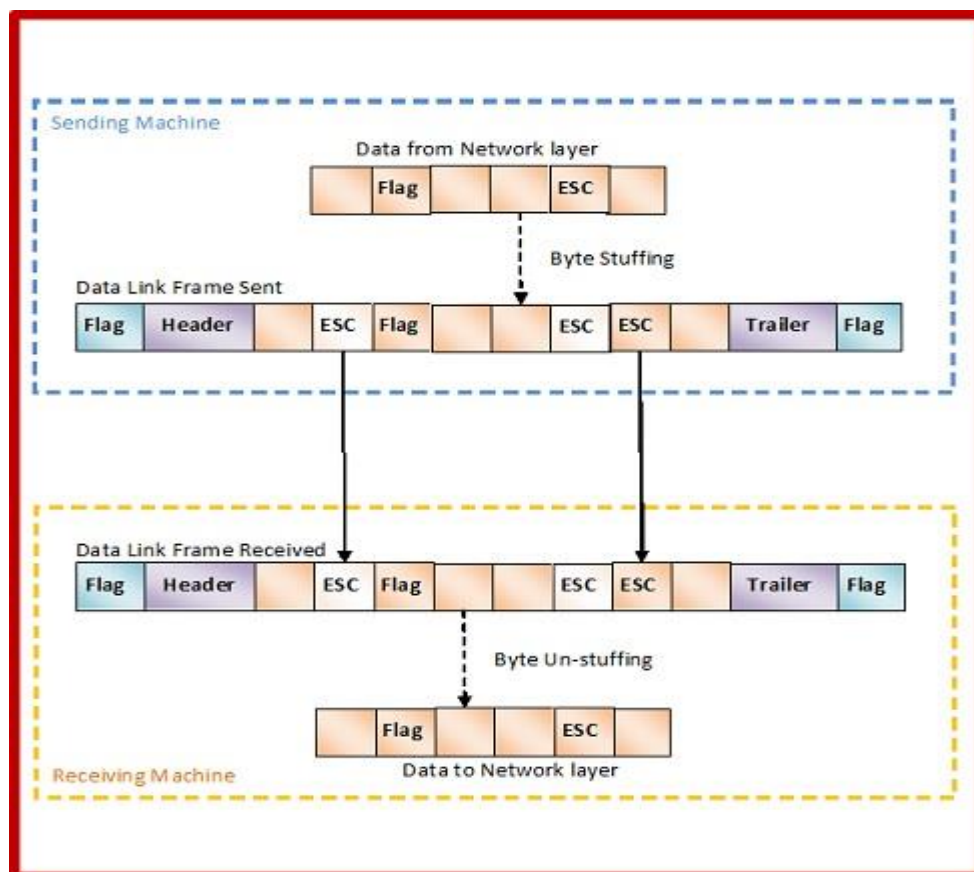 Sending Machine
Data from Network layer
Flag ESC
Byte Stuffing
Data Link Frame Sent
Flag Header ESC Flag ESC ESC Trailer Flag
Data Link Frame Received
Flag Header ESC Flag ESC ESC Trailer Flag
Byte Un-stuffing
Flag ESC
Data to Network layer
Receiving Machine